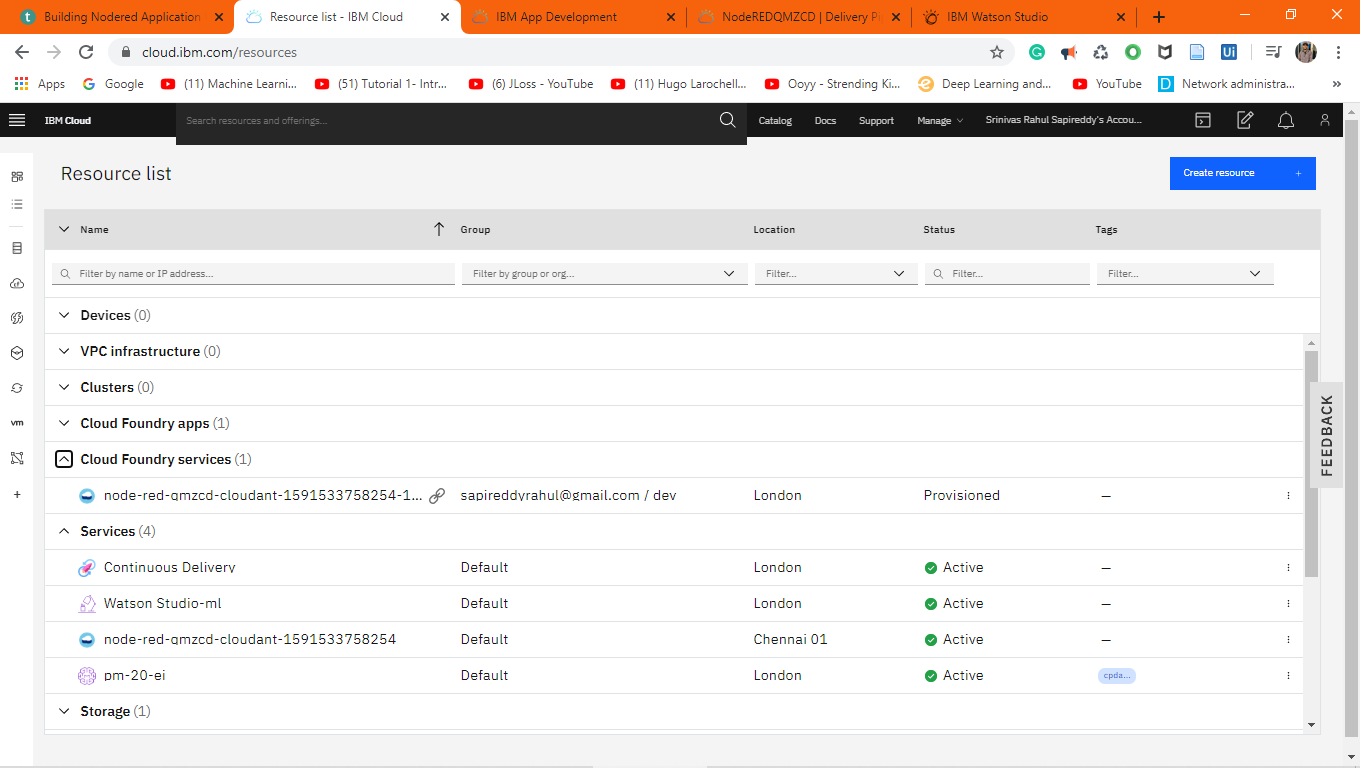 Building Nodered Application
Resource list - IBM Cloud
IBM App Development
NodeREDQMZCD | Delivery Pi
IBM Watson Studio
cloud.ibm.com/resources
Apps
Google
(11) Machine Learni...
(51) Tutorial 1- Intr...
(6) JLoss - YouTube
(11) Hugo Larochell...
Ooyy - Strending Ki...
Deep Learning and...
YouTube
Network administra...
IBM Cloud
Search resources and offerings...
Catalog
Docs
Support
Manage
Srinivas Rahul Sapireddy's Accou...
Resource list
Create resource +
Name
Group
Location
Status
Tags
Filter by name or IP address...
Filter by group or org...
Filter...
Filter...
Filter...
Devices (0)
VPC infrastructure (0)
Clusters (0)
Cloud Foundry apps (1)
Cloud Foundry services (1)
node-red-qmzcd-cloudant-1591533758254-1... sapireddyrahul@gmail.com / dev London Provisioned —
Services (4)
Continuous Delivery Default London Active —
Watson Studio-ml Default London Active —
node-red-qmzcd-cloudant-1591533758254 Default Chennai 01 Active —
pm-20-ei Default London Active cpda...
Storage (1)
FEEDBACK
vm
Ui